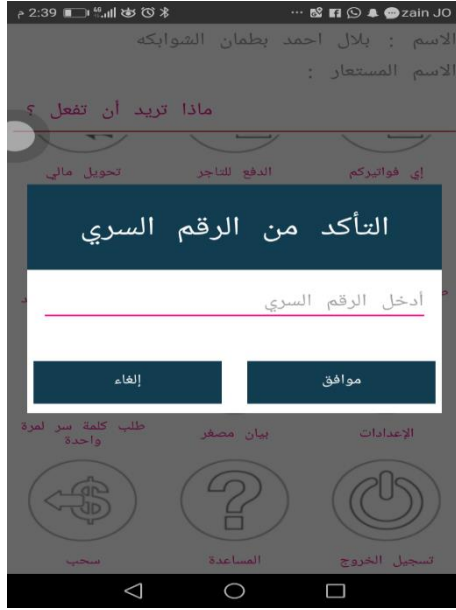 zain JO 2:39 م
الاسم : بلال احمد بطمان الشوابكه
الاسم المستعار :
ماذا تريد أن تفعل ؟
إي فواتيركم الدفع للتاجر تحويل مالي
التأكد من الرقم السري
أدخل الرقم السري
موافق إلغاء
الإعدادات بيان مصغر طلب كلمة سر لمرة
واحدة
تسجيل الخروج المساعدة سحب